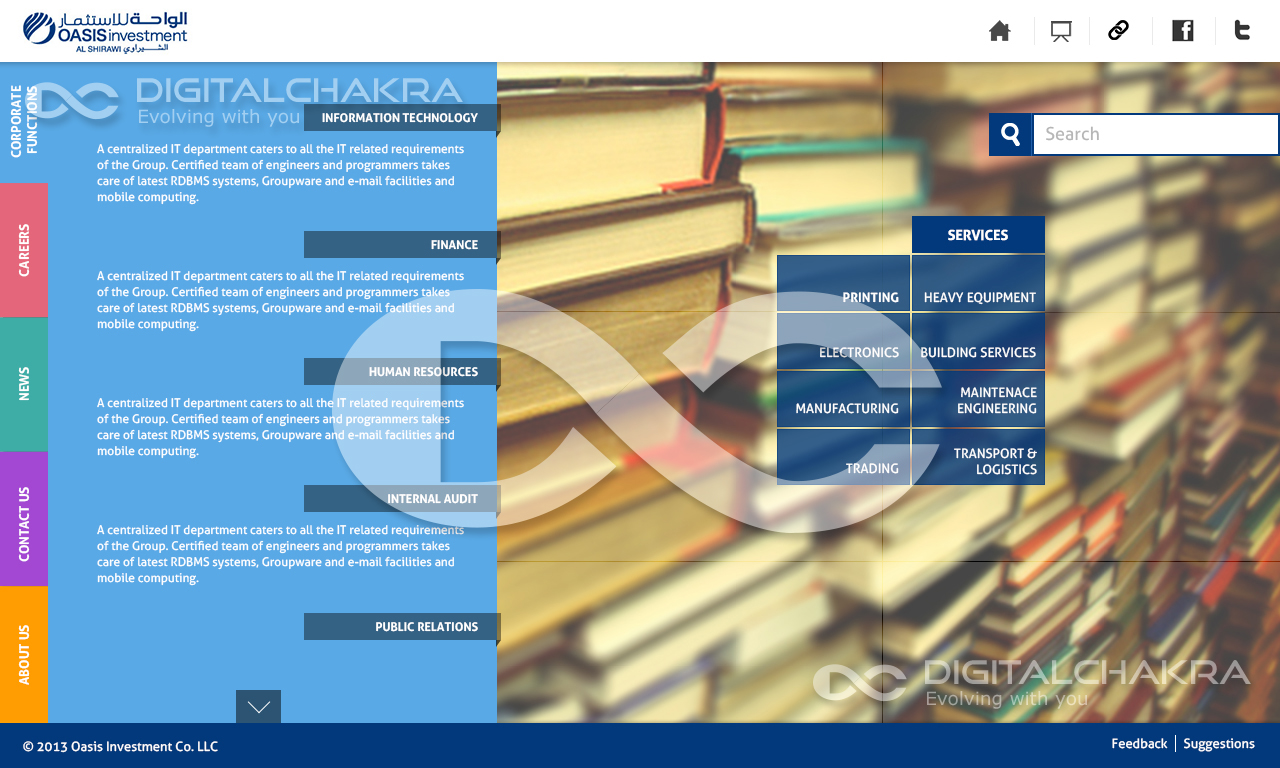 الواحـة للاستثمار
OASIS investment
AL SHIRAWI الشيراوي
CORPORATE
FUNCTIONS
CAREERS
NEWS
CONTACT US
ABOUT US
DIGITALCHAKRA
Evolving with you
INFORMATION TECHNOLOGY
A centralized IT department caters to all the IT related requirements
of the Group. Certified team of engineers and programmers takes
care of latest RDBMS systems, Groupware and e-mail facilities and
mobile computing.
FINANCE
A centralized IT department caters to all the IT related requirements
of the Group. Certified team of engineers and programmers takes
care of latest RDBMS systems, Groupware and e-mail facilities and
mobile computing.
HUMAN RESOURCES
A centralized IT department caters to all the IT related requirements
of the Group. Certified team of engineers and programmers takes
care of latest RDBMS systems, Groupware and e-mail facilities and
mobile computing.
INTERNAL AUDIT
A centralized IT department caters to all the IT related requirements
of the Group. Certified team of engineers and programmers takes
care of latest RDBMS systems, Groupware and e-mail facilities and
mobile computing.
PUBLIC RELATIONS
Search
SERVICES
PRINTING
HEAVY EQUIPMENT
ELECTRONICS
BUILDING SERVICES
MANUFACTURING
MAINTENACE
ENGINEERING
TRADING
TRANSPORT &
LOGISTICS
DIGITALCHAKRA
Evolving with you
© 2013 Oasis Investment Co. LLC
Feedback
Suggestions